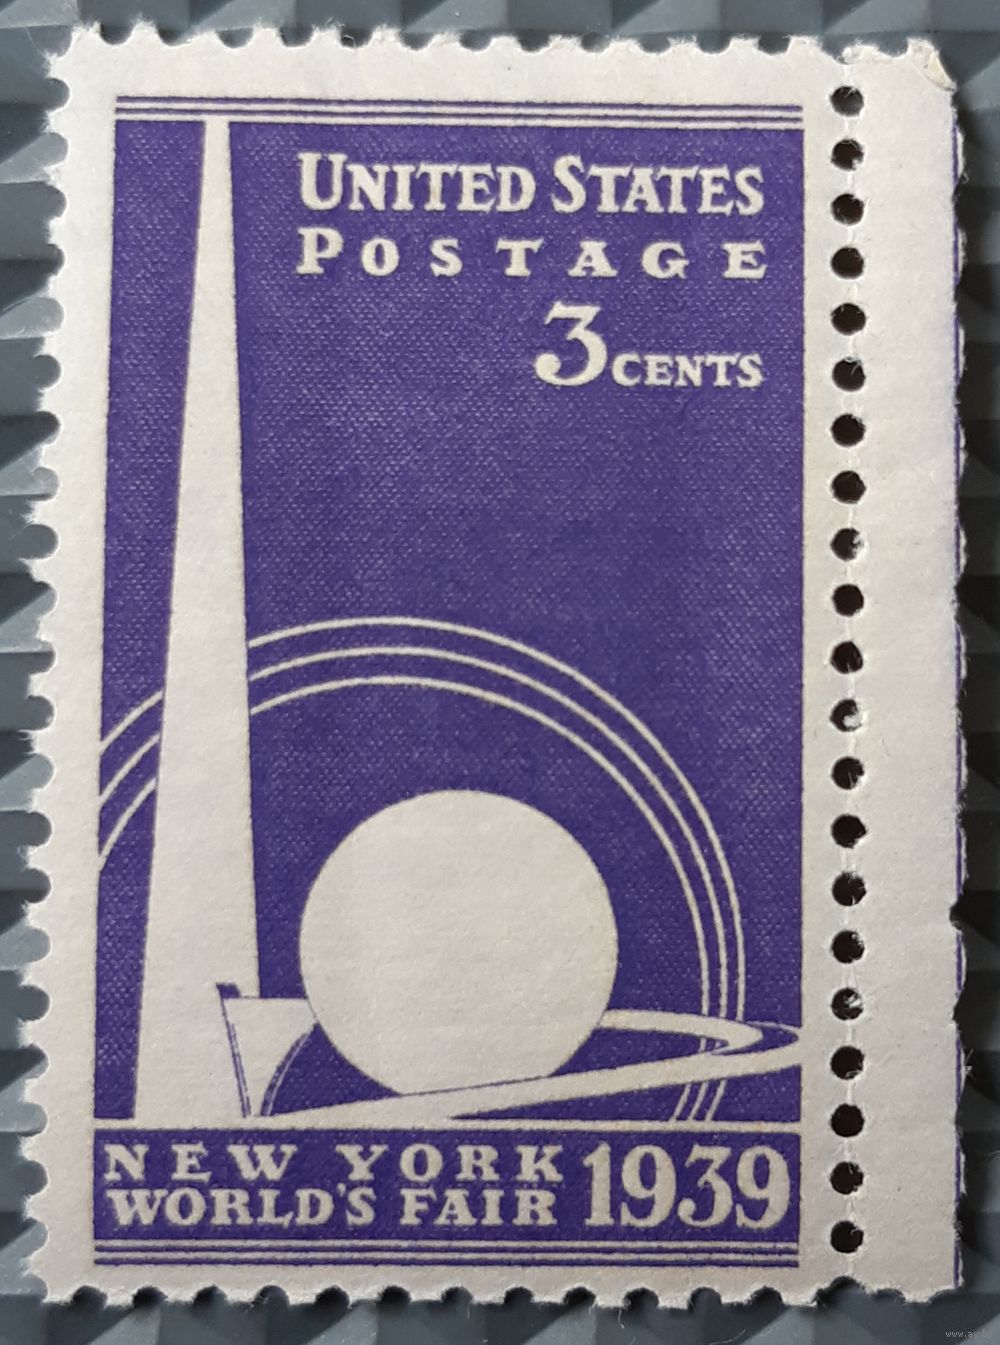 UNITED STATES
POSTAGE
3 CENTS
NEW YORK
WORLD'S FAIR 1939